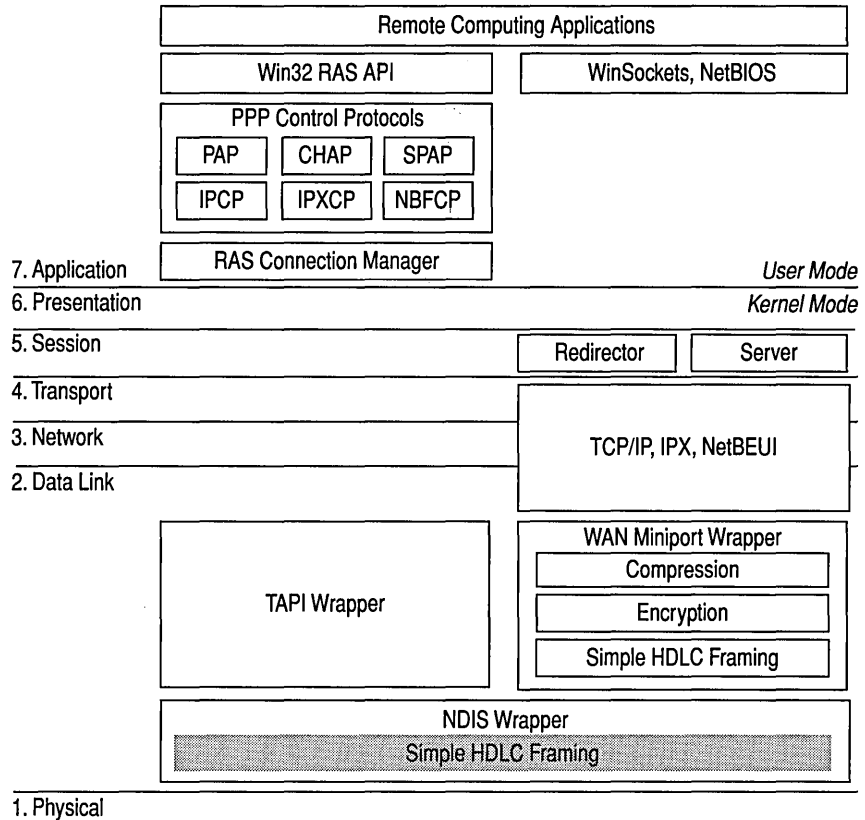 Remote Computing Applications
Win32 RAS API
WinSockets, NetBIOS
PPP Control Protocols
PAP
CHAP
SPAP
IPCP
IPXCP
NBFCP
RAS Connection Manager
7. Application
User Mode
6. Presentation
Kernel Mode
5. Session
Redirector
Server
4. Transport
3. Network
TCP/IP, IPX, NetBEUI
2. Data Link
WAN Miniport Wrapper
Compression
TAPI Wrapper
Encryption
Simple HDLC Framing
NDIS Wrapper
Simple HDLC Framing
1. Physical